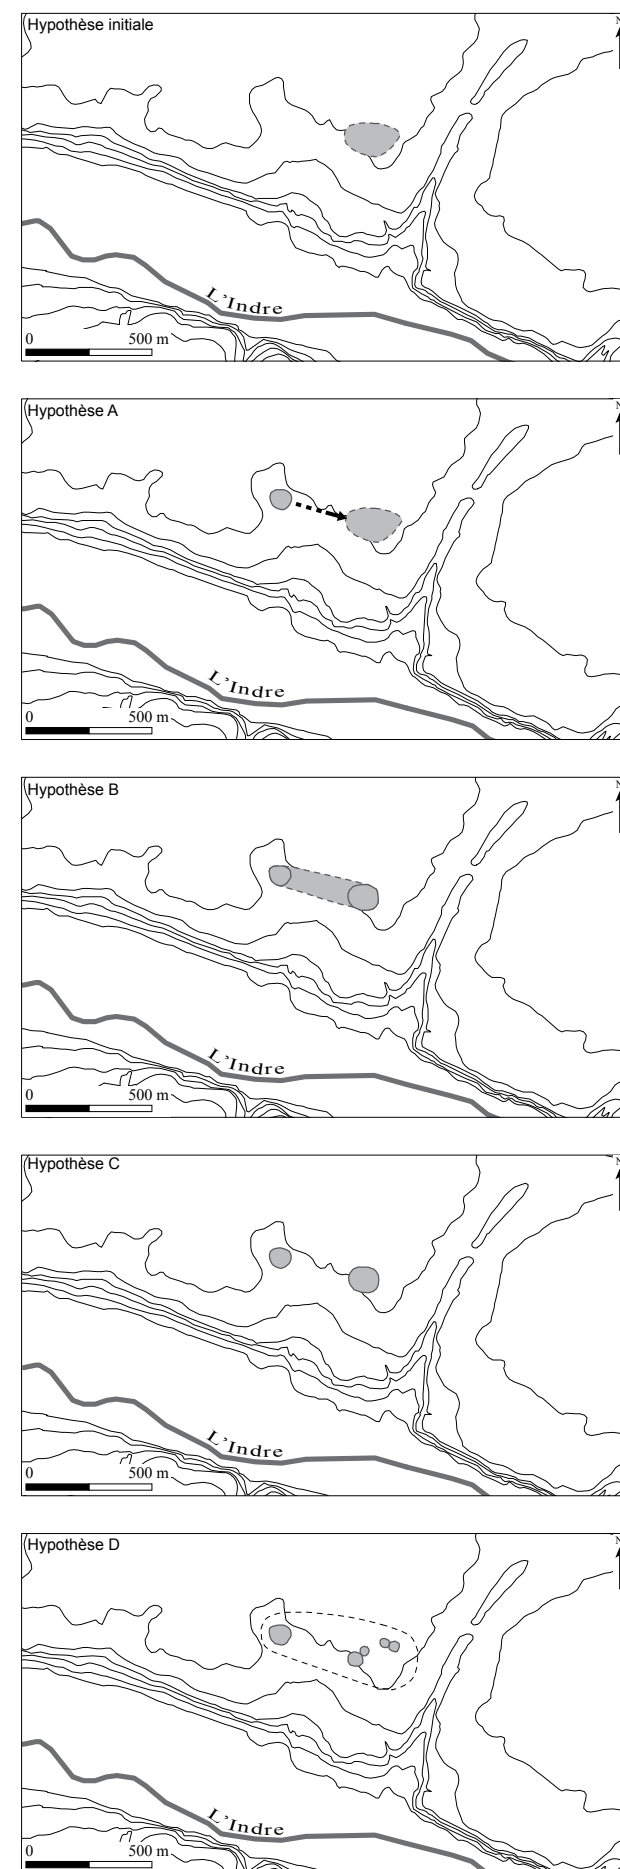 Hypothèse initiale
N
L'Indre
0 500 m
Hypothèse A
N
L'Indre
0 500 m
Hypothèse B
N
L'Indre
0 500 m
Hypothèse C
N
L'Indre
0 500 m
Hypothèse D
N
L'Indre
0 500 m